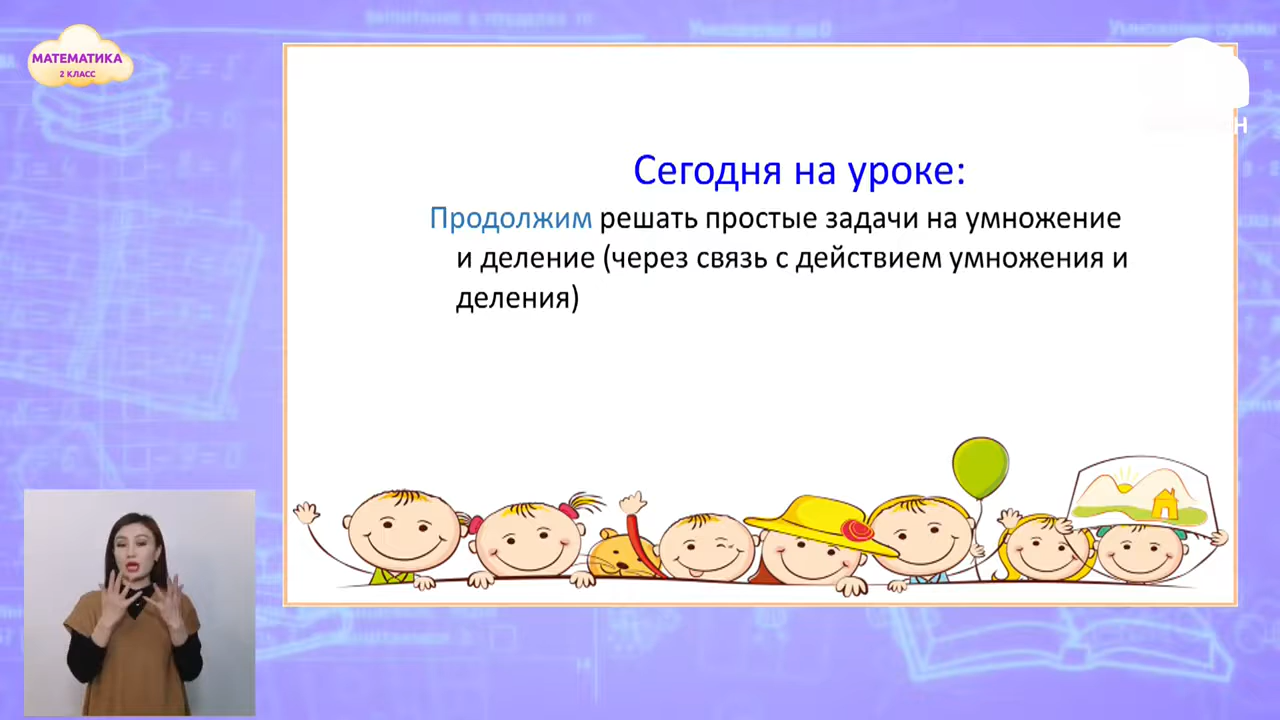 МАТЕМАТИКА
2 КЛАСС
Сегодня на уроке:
Продолжим решать простые задачи на умножение
и деление (через связь с действием умножения и
деления)